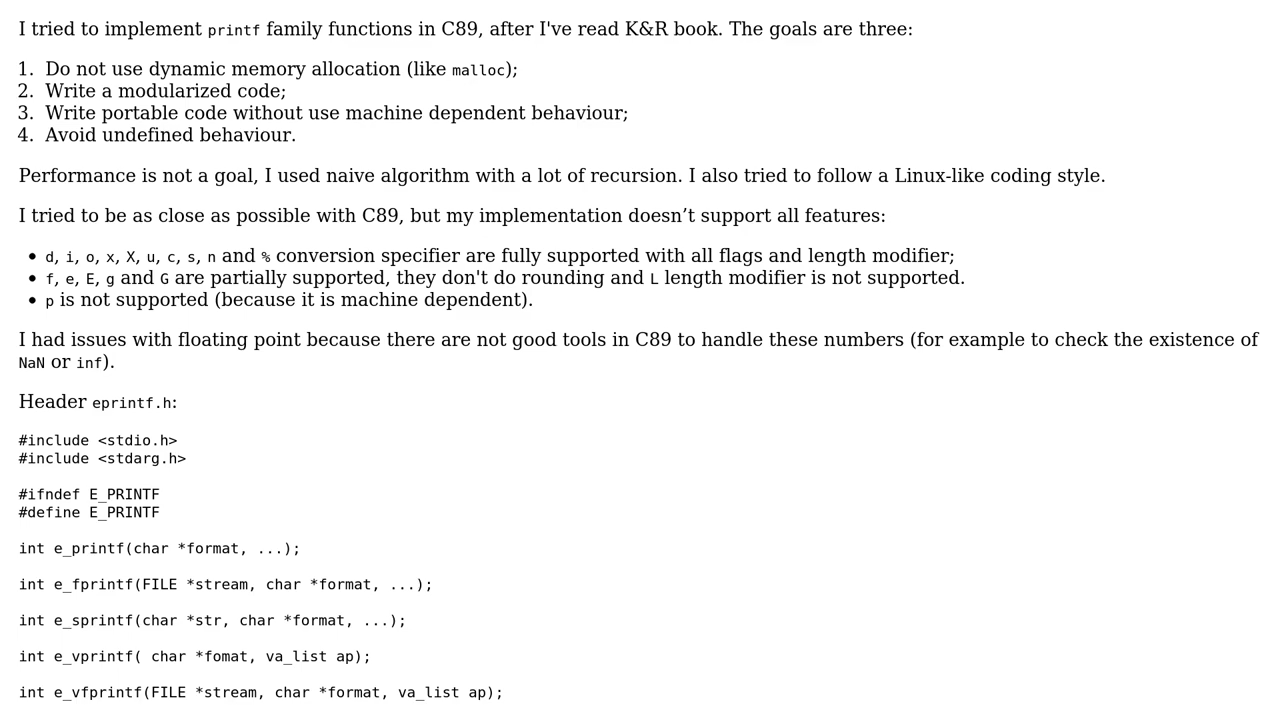 I tried to implement printf family functions in C89, after I've read K&R book. The goals are three:
1. Do not use dynamic memory allocation (like malloc);
2. Write a modularized code;
3. Write portable code without use machine dependent behaviour;
4. Avoid undefined behaviour.
Performance is not a goal, I used naive algorithm with a lot of recursion. I also tried to follow a Linux-like coding style.
I tried to be as close as possible with C89, but my implementation doesn’t support all features:
• d, i, o, x, X, u, c, s, n and % conversion specifier are fully supported with all flags and length modifier;
• f, e, E, g and G are partially supported, they don't do rounding and L length modifier is not supported.
• p is not supported (because it is machine dependent).
I had issues with floating point because there are not good tools in C89 to handle these numbers (for example to check the existence of
NaN or inf).
Header eprintf.h:
#include <stdio.h>
#include <stdarg.h>
#ifndef E_PRINTF
#define E_PRINTF
int e_printf(char *format, ...);
int e_fprintf(FILE *stream, char *format, ...);
int e_sprintf(char *str, char *format, ...);
int e_vprintf( char *fomat, va_list ap);
int e_vfprintf(FILE *stream, char *format, va_list ap);